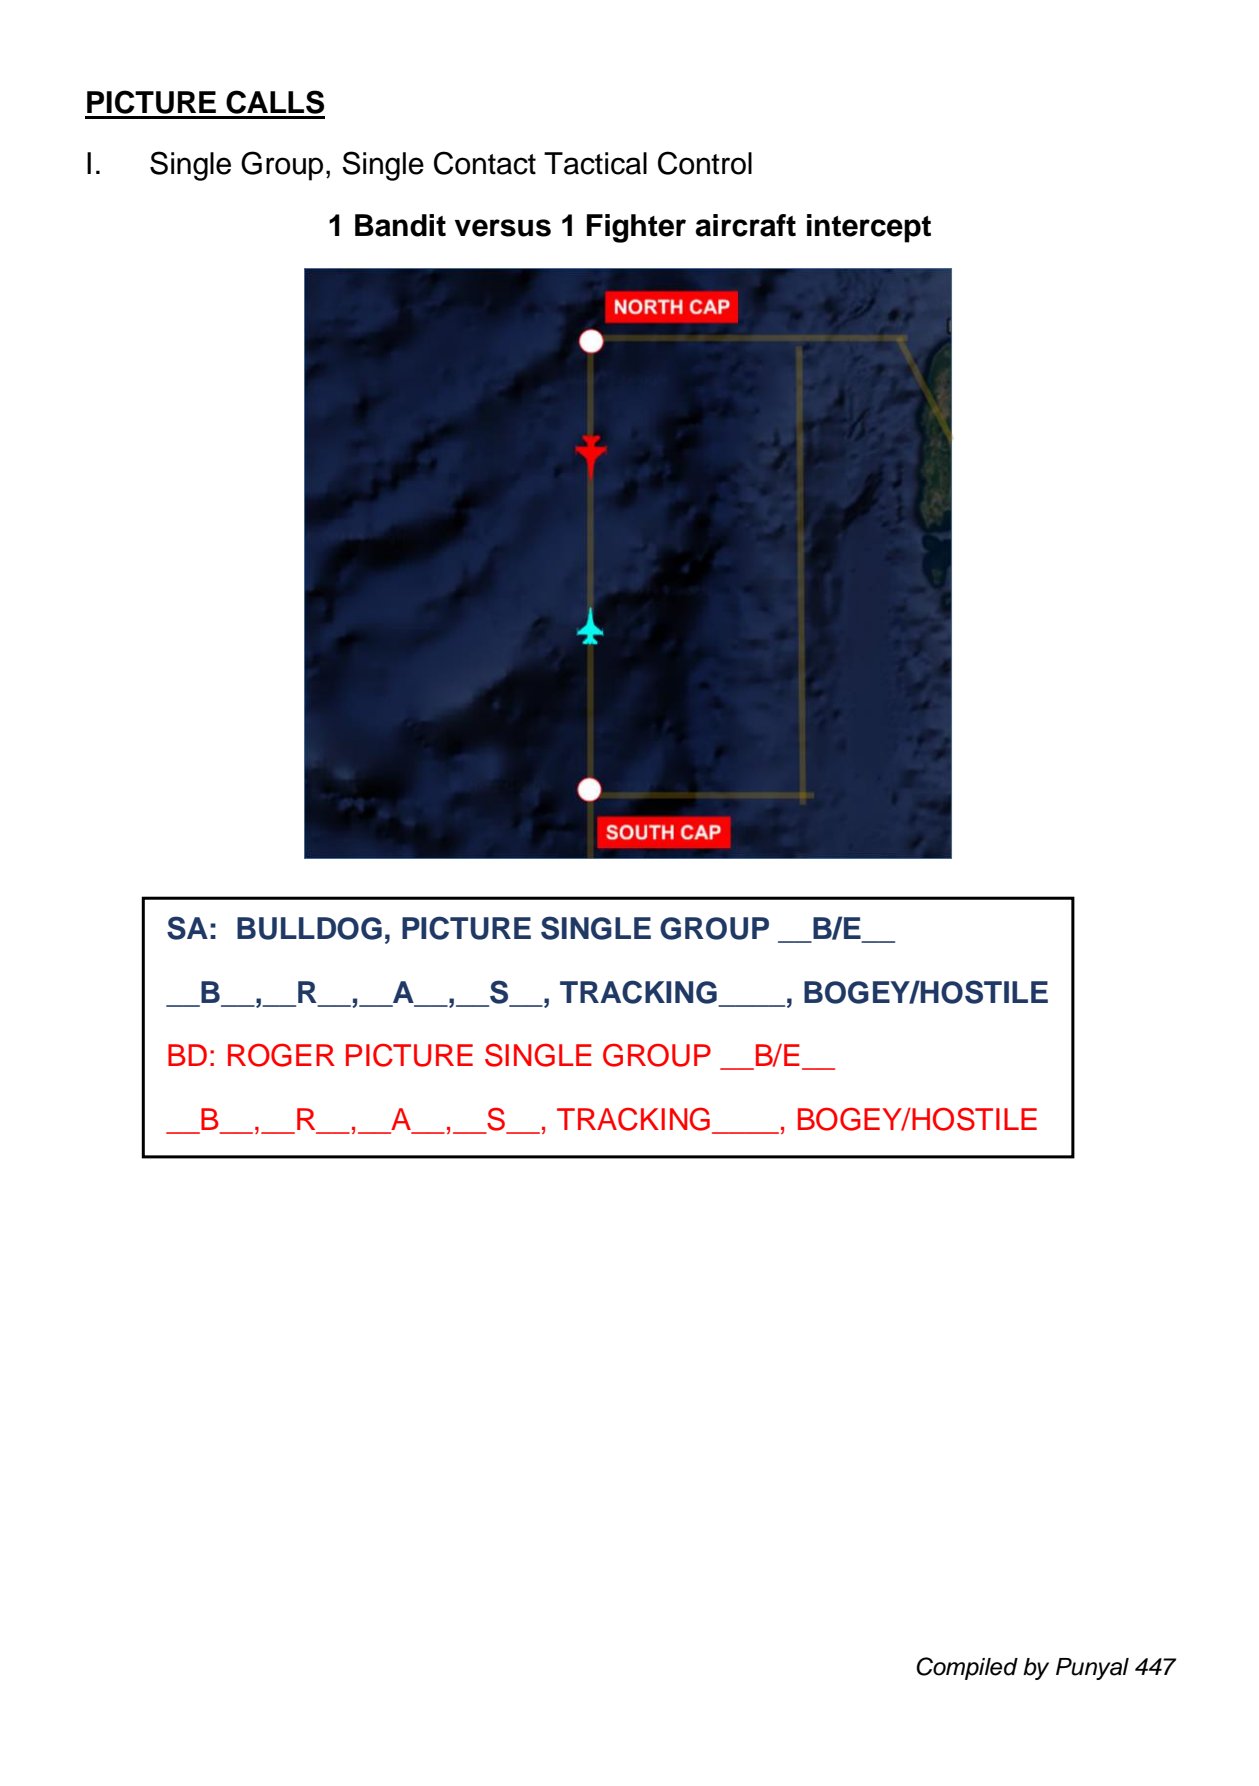 PICTURE CALLS
I. Single Group, Single Contact Tactical Control
1 Bandit versus 1 Fighter aircraft intercept
NORTH CAP
SOUTH CAP
SA: BULLDOG, PICTURE SINGLE GROUP __B/E__
__B__,__R__,__A__,__S__, TRACKING____, BOGEY/HOSTILE
BD: ROGER PICTURE SINGLE GROUP __B/E__
__B__,__R__,__A__,__S__, TRACKING____, BOGEY/HOSTILE
Compiled by Punyal 447